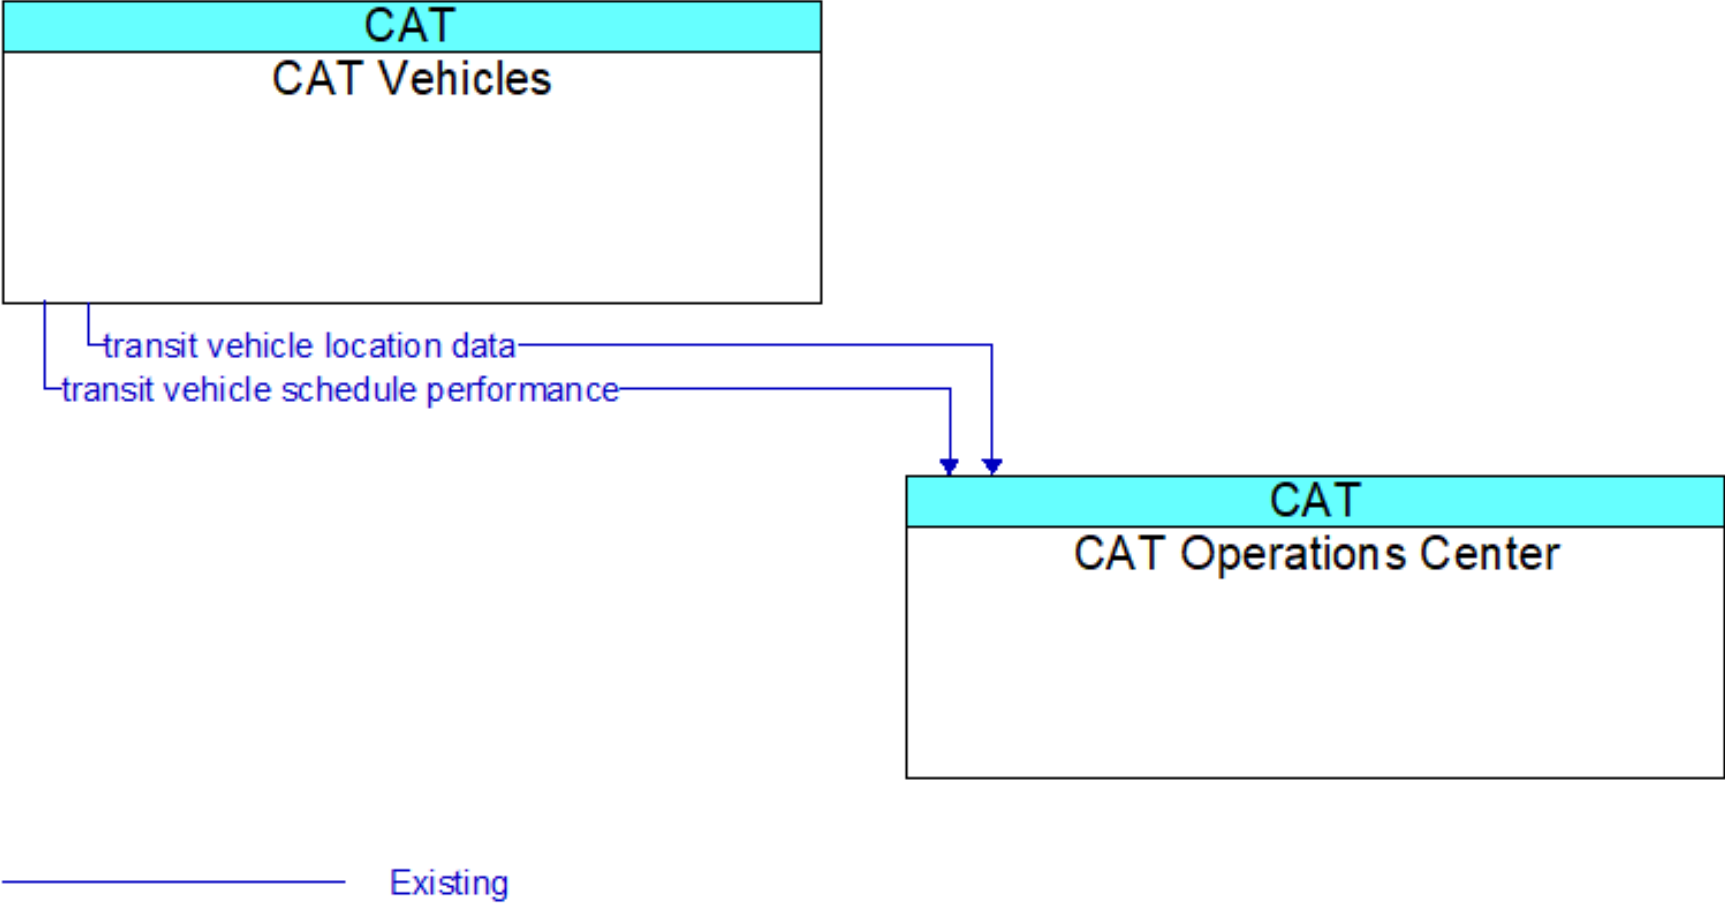 CAT
CAT Vehicles
transit vehicle location data
transit vehicle schedule performance
CAT
CAT Operations Center
Existing